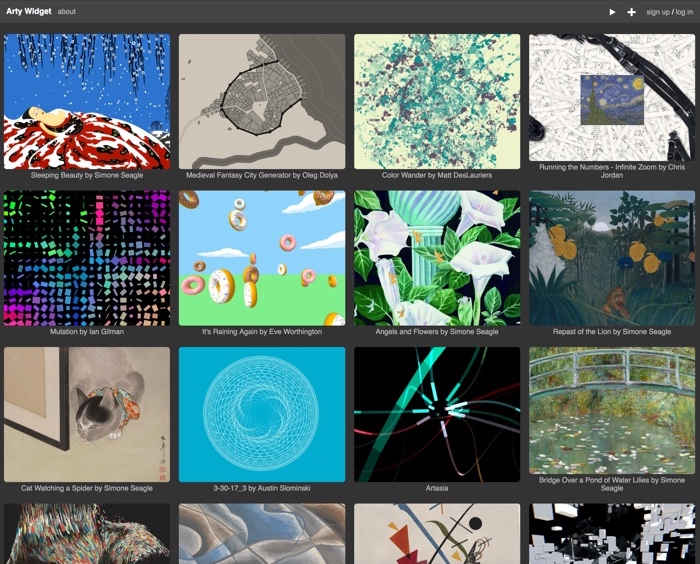 Arty Widget about sign up / log in
Sleeping Beauty by Simone Seagle
Medieval Fantasy City Generator by Oleg Dolya
Color Wander by Matt DesLauriers
Running the Numbers - Infinite Zoom by Chris
Jordan
Mutation by Ian Gilman
It's Raining Again by Eve Worthington
Angels and Flowers by Simone Seagle
Repast of the Lion by Simone Seagle
Cat Watching a Spider by Simone Seagle
3-30-17_3 by Austin Slominski
Artasia
Bridge Over a Pond of Water Lilies by Simone
Seagle